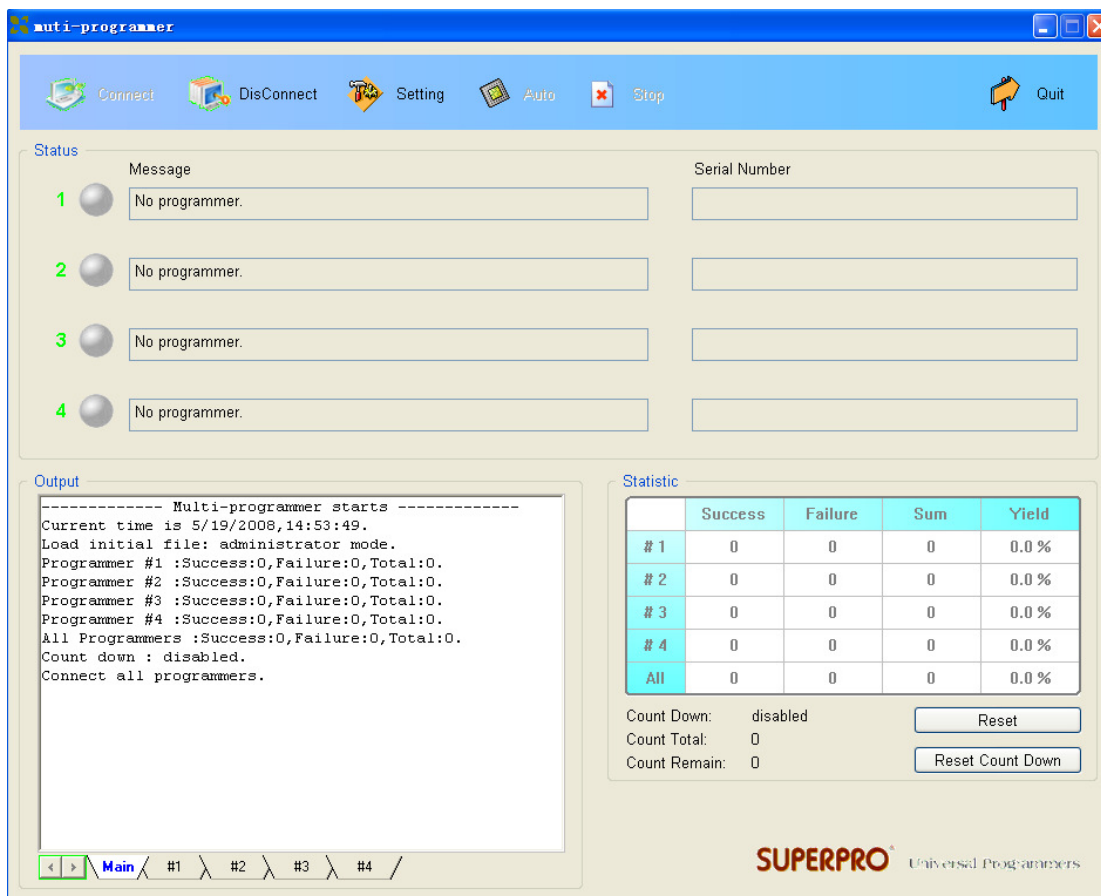 muti-programmer
Connect DisConnect Setting Auto Stop Quit
Status
Message Serial Number
1 No programmer.
2 No programmer.
3 No programmer.
4 No programmer.
Output
------------- Multi-programmer starts -------------
Current time is 5/19/2008,14:53:49.
Load initial file: administrator mode.
Programmer #1 :Success:0,Failure:0,Total:0.
Programmer #2 :Success:0,Failure:0,Total:0.
Programmer #3 :Success:0,Failure:0,Total:0.
Programmer #4 :Success:0,Failure:0,Total:0.
All Programmers :Success:0,Failure:0,Total:0.
Count down : disabled.
Connect all programmers.
Main #1 #2 #3 #4
Statistic
Success Failure Sum Yield
# 1 0 0 0 0.0 %
# 2 0 0 0 0.0 %
# 3 0 0 0 0.0 %
# 4 0 0 0 0.0 %
All 0 0 0 0.0 %
Count Down: disabled
Count Total: 0
Count Remain: 0
Reset
Reset Count Down
SUPERPRO® Universal Programmers